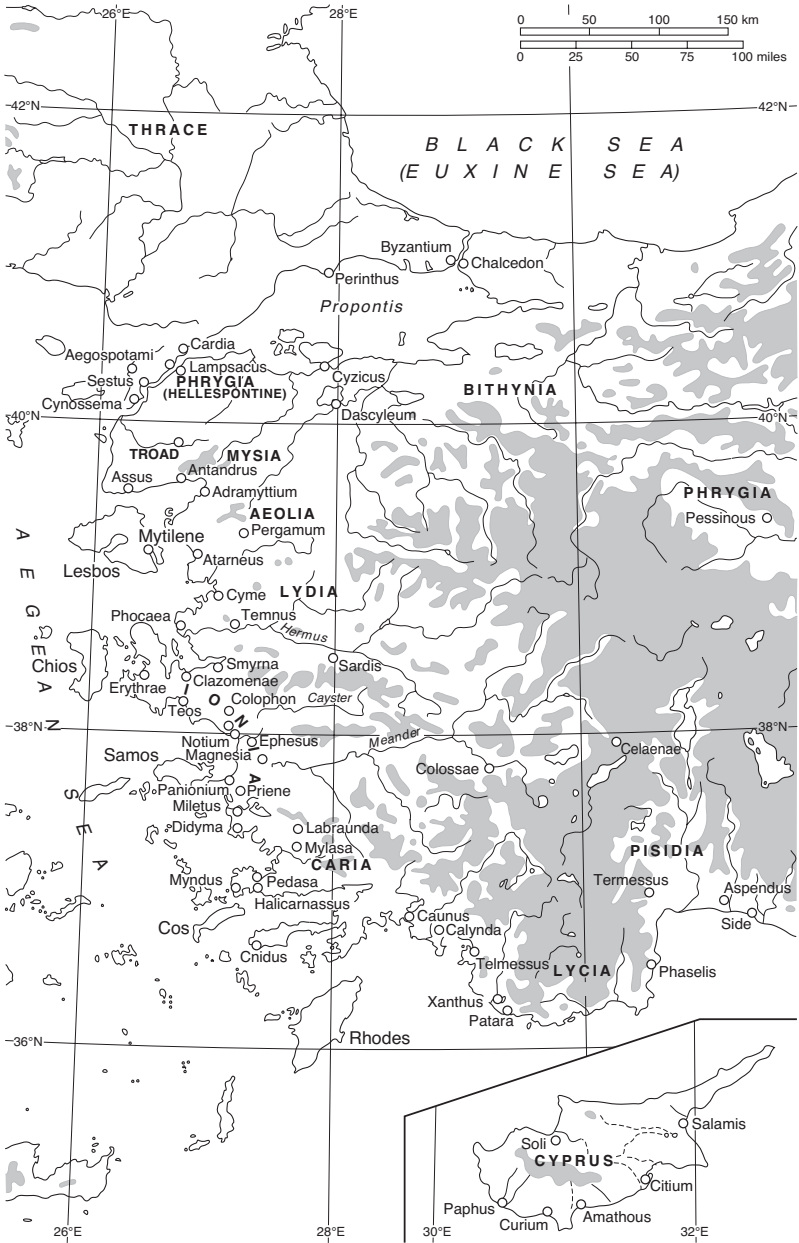 26°E
28°E
0 50 100 150 km
0 25 50 75 100 miles
42°N
42°N
THRACE
BLACK SEA
(EUXINE SEA)
Byzantium
Chalcedon
Perinthus
Propontis
Cardia
Aegospotami
Lampsacus
Sestus
PHRYGIA
(HELLESPONTINE)
Cyzicus
Cynossema
BITHYNIA
Dascyleum
40°N
40°N
TROAD
MYSIA
Antandrus
Assus
Adramyttium
PHRYGIA
Pessinous
AEOLIA
Pergamum
Mytilene
Atarneus
Lesbos
Cyme
LYDIA
Phocaea
Temnus
Hermus
Smyrna
Sardis
Chios
Clazomenae
Erythrae
Colophon
Cayster
Teos
IONIA
AEGEAN
SEA
38°N
38°N
Notium
Ephesus
Meander
Magnesia
Celaenae
Samos
Colossae
Panionium
Priene
Miletus
Didyma
Labraunda
Mylasa
CARIA
PISIDIA
Myndus
Pedasa
Termessus
Halicarnassus
Aspendus
Side
Caunus
Calynda
Cos
Cnidus
Telmessus
LYCIA
Phaselis
Xanthus
Patara
36°N
Rhodes
Salamis
Soli
CYPRUS
Citium
Paphus
Curium
Amathous
26°E
28°E
30°E
32°E